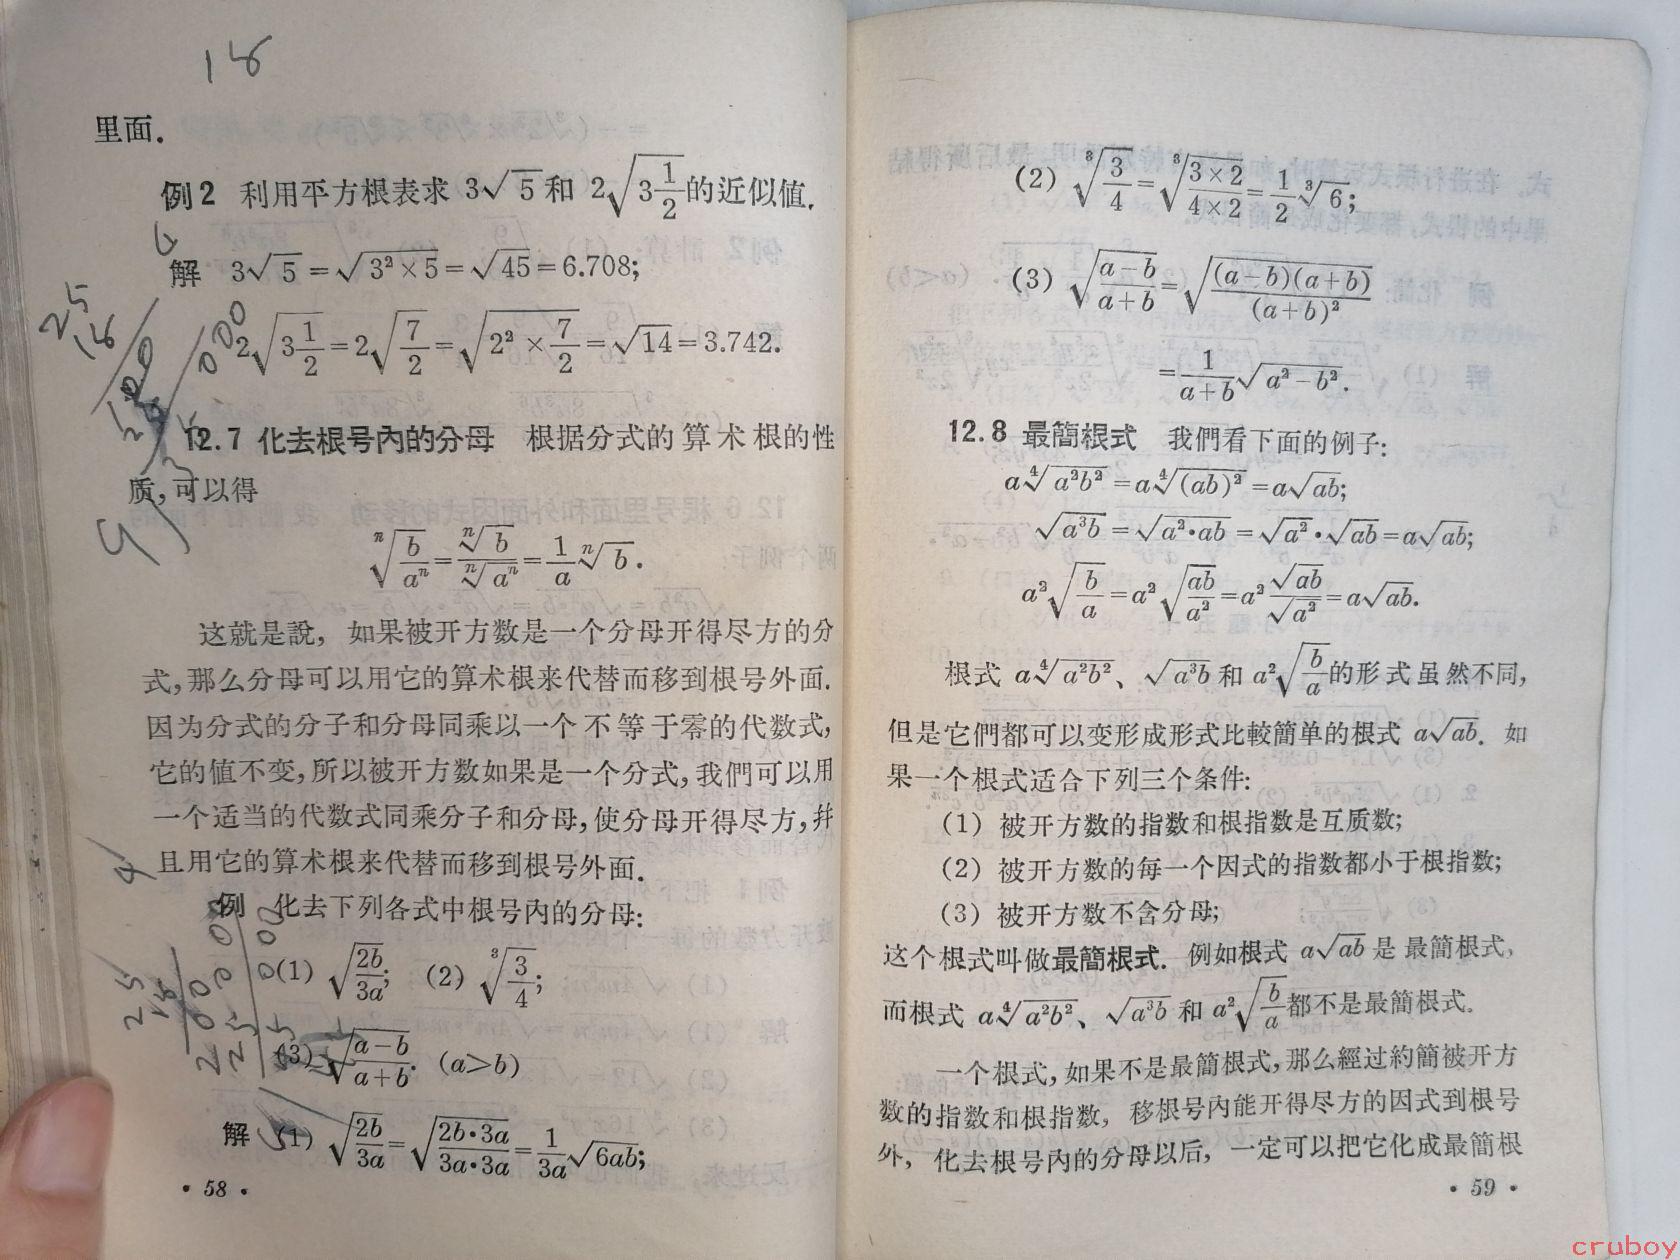 18
里面.
例2 利用平方根表求 3√5 和 2√(3 1/2) 的近似値.
解 3√5 = √(3²×5) = √45 = 6.708;
2√(3 1/2) = 2√(7/2) = √(2²×7/2) = √14 = 3.742.
12.7 化去根号內的分母 根据分式的算术根的性
质, 可以得
ⁿ√(b/aⁿ) = ⁿ√b/ⁿ√aⁿ = 1/a ⁿ√b.
这就是說, 如果被开方数是一个分母开得尽方的分
式, 那么分母可以用它的算术根来代替而移到根号外面.
因为分式的分子和分母同乘以一个不等于零的代数式,
它的値不变, 所以被开方数如果是一个分式, 我們可以用
一个适当的代数式同乘分子和分母, 使分母开得尽方, 幷
且用它的算术根来代替而移到根号外面.
例 化去下列各式中根号內的分母:
(1) √(2b/3a); (2) ³√(3/4);
(3) √((a−b)/(a+b)). (a>b)
解 (1) √(2b/3a) = √(2b·3a/3a·3a) = 1/3a √6ab;
· 58 ·
(2) ³√(3/4) = ³√(3×2/4×2) = 1/2 ³√6;
(3) √((a−b)/(a+b)) = √((a−b)(a+b)/(a+b)²)
= 1/(a+b) √(a²−b²).
12.8 最簡根式 我們看下面的例子:
a⁴√(a²b²) = a⁴√((ab)²) = a√ab;
√(a³b) = √(a²·ab) = √a²·√ab = a√ab;
a²√(b/a) = a²√(ab/a²) = a² √ab/√a² = a√ab.
根式 a⁴√(a²b²)、√(a³b) 和 a²√(b/a) 的形式虽然不同,
但是它們都可以变形成形式比較簡单的根式 a√ab. 如
果一个根式适合下列三个条件:
(1) 被开方数的指数和根指数是互质数;
(2) 被开方数的每一个因式的指数都小于根指数;
(3) 被开方数不含分母;
这个根式叫做最簡根式. 例如根式 a√ab 是最簡根式,
而根式 a⁴√(a²b²)、√(a³b) 和 a²√(b/a) 都不是最簡根式.
一个根式, 如果不是最簡根式, 那么經过約簡被开方
数的指数和根指数, 移根号內能开得尽方的因式到根号
外, 化去根号內的分母以后, 一定可以把它化成最簡根
· 59 ·
cruboy